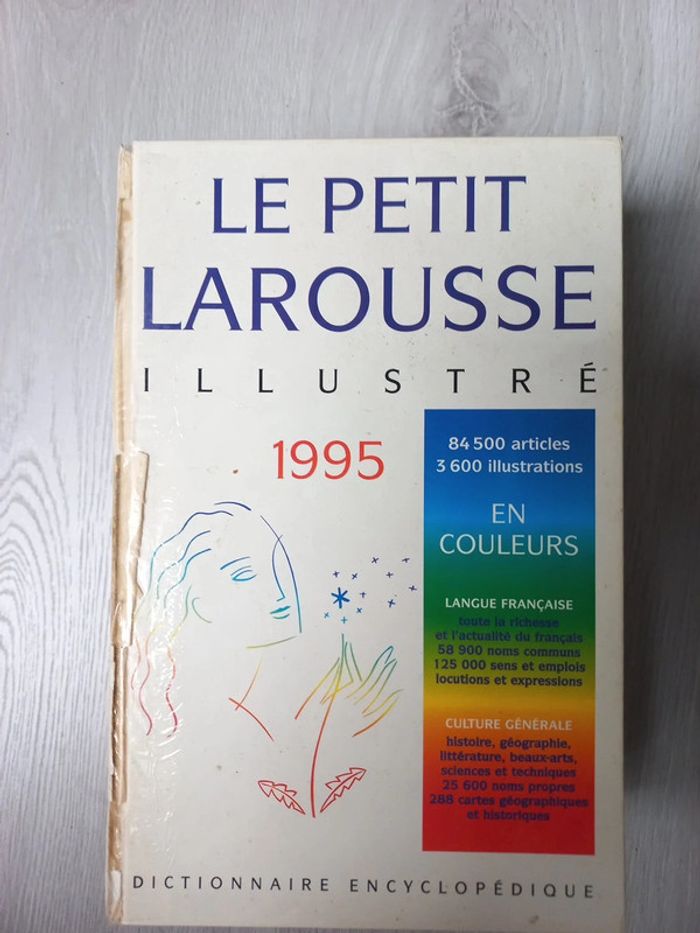 LE PETIT
LAROUSSE
ILLUSTRÉ
1995
84 500 articles
3 600 illustrations
EN
COULEURS
LANGUE FRANÇAISE
toute la richesse
et l'actualité du français
58 900 noms communs
125 000 sens et emplois
locutions et expressions
CULTURE GÉNÉRALE
histoire, géographie,
littérature, beaux-arts,
sciences et techniques
25 600 noms propres
288 cartes géographiques
et historiques
DICTIONNAIRE ENCYCLOPÉDIQUE